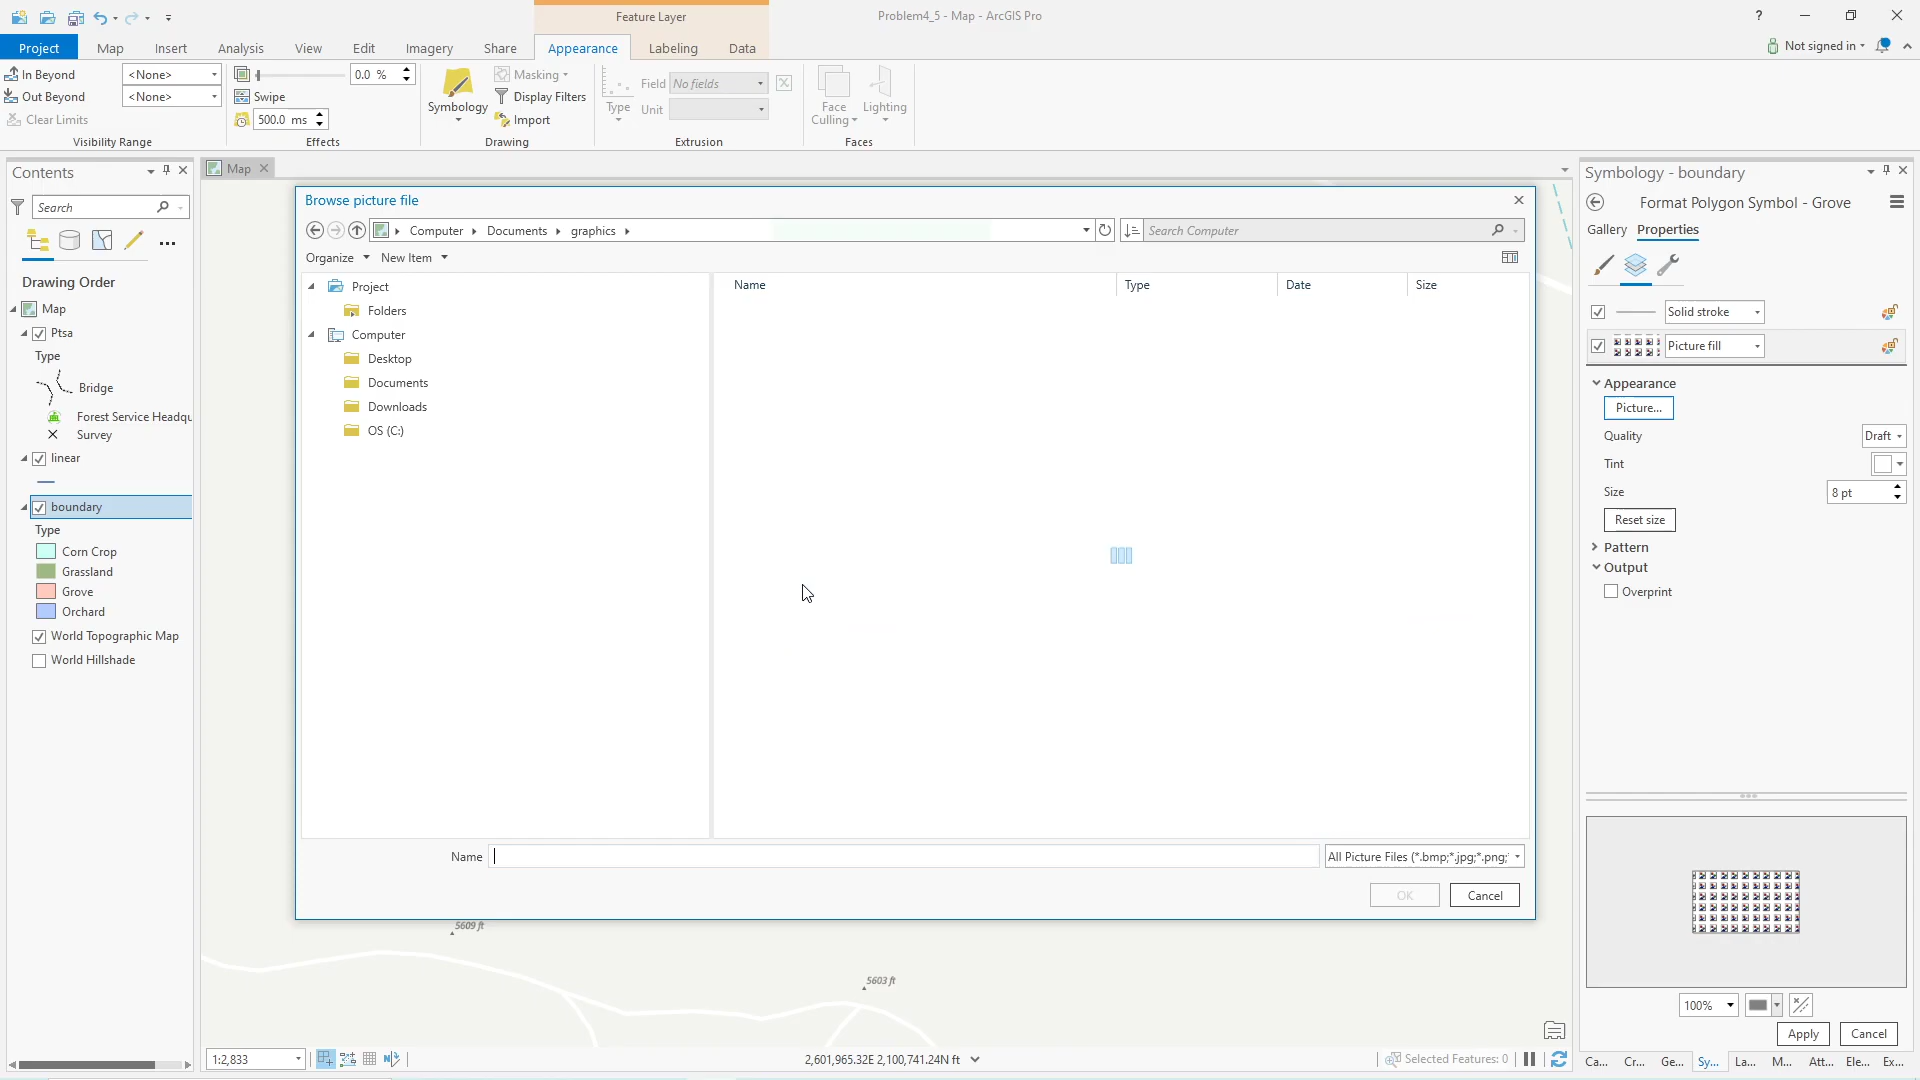 Feature Layer
Problem4_5 - Map - ArcGIS Pro
?
Project
Map
Insert
Analysis
View
Edit
Imagery
Share
Appearance
Labeling
Data
Not signed in
In Beyond
<None>
Out Beyond
<None>
Clear Limits
Visibility Range
0.0 %
Swipe
500.0 ms
Effects
Symbology
Masking
Display Filters
Import
Drawing
Type
Field
No fields
Unit
Extrusion
Face
Culling
Lighting
Faces
Contents
Search
Drawing Order
Map
Ptsa
Type
Bridge
Forest Service Headqu
Survey
linear
boundary
Type
Corn Crop
Grassland
Grove
Orchard
World Topographic Map
World Hillshade
Map
Browse picture file
Computer
Documents
graphics
Search Computer
Organize
New Item
Project
Folders
Computer
Desktop
Documents
Downloads
OS (C:)
Name
Type
Date
Size
Name
All Picture Files (*.bmp;*.jpg;*.png;
OK
Cancel
5609 ft
5603 ft
1:2,833
2,601,965.32E 2,100,741.24N ft
Selected Features: 0
Symbology - boundary
Format Polygon Symbol - Grove
Gallery
Properties
Solid stroke
Picture fill
Appearance
Picture...
Quality
Draft
Tint
Size
8 pt
Reset size
Pattern
Output
Overprint
100%
Apply
Cancel
Ca...
Cr...
Ge...
Sy...
La...
M...
Att...
Ele...
Ex...